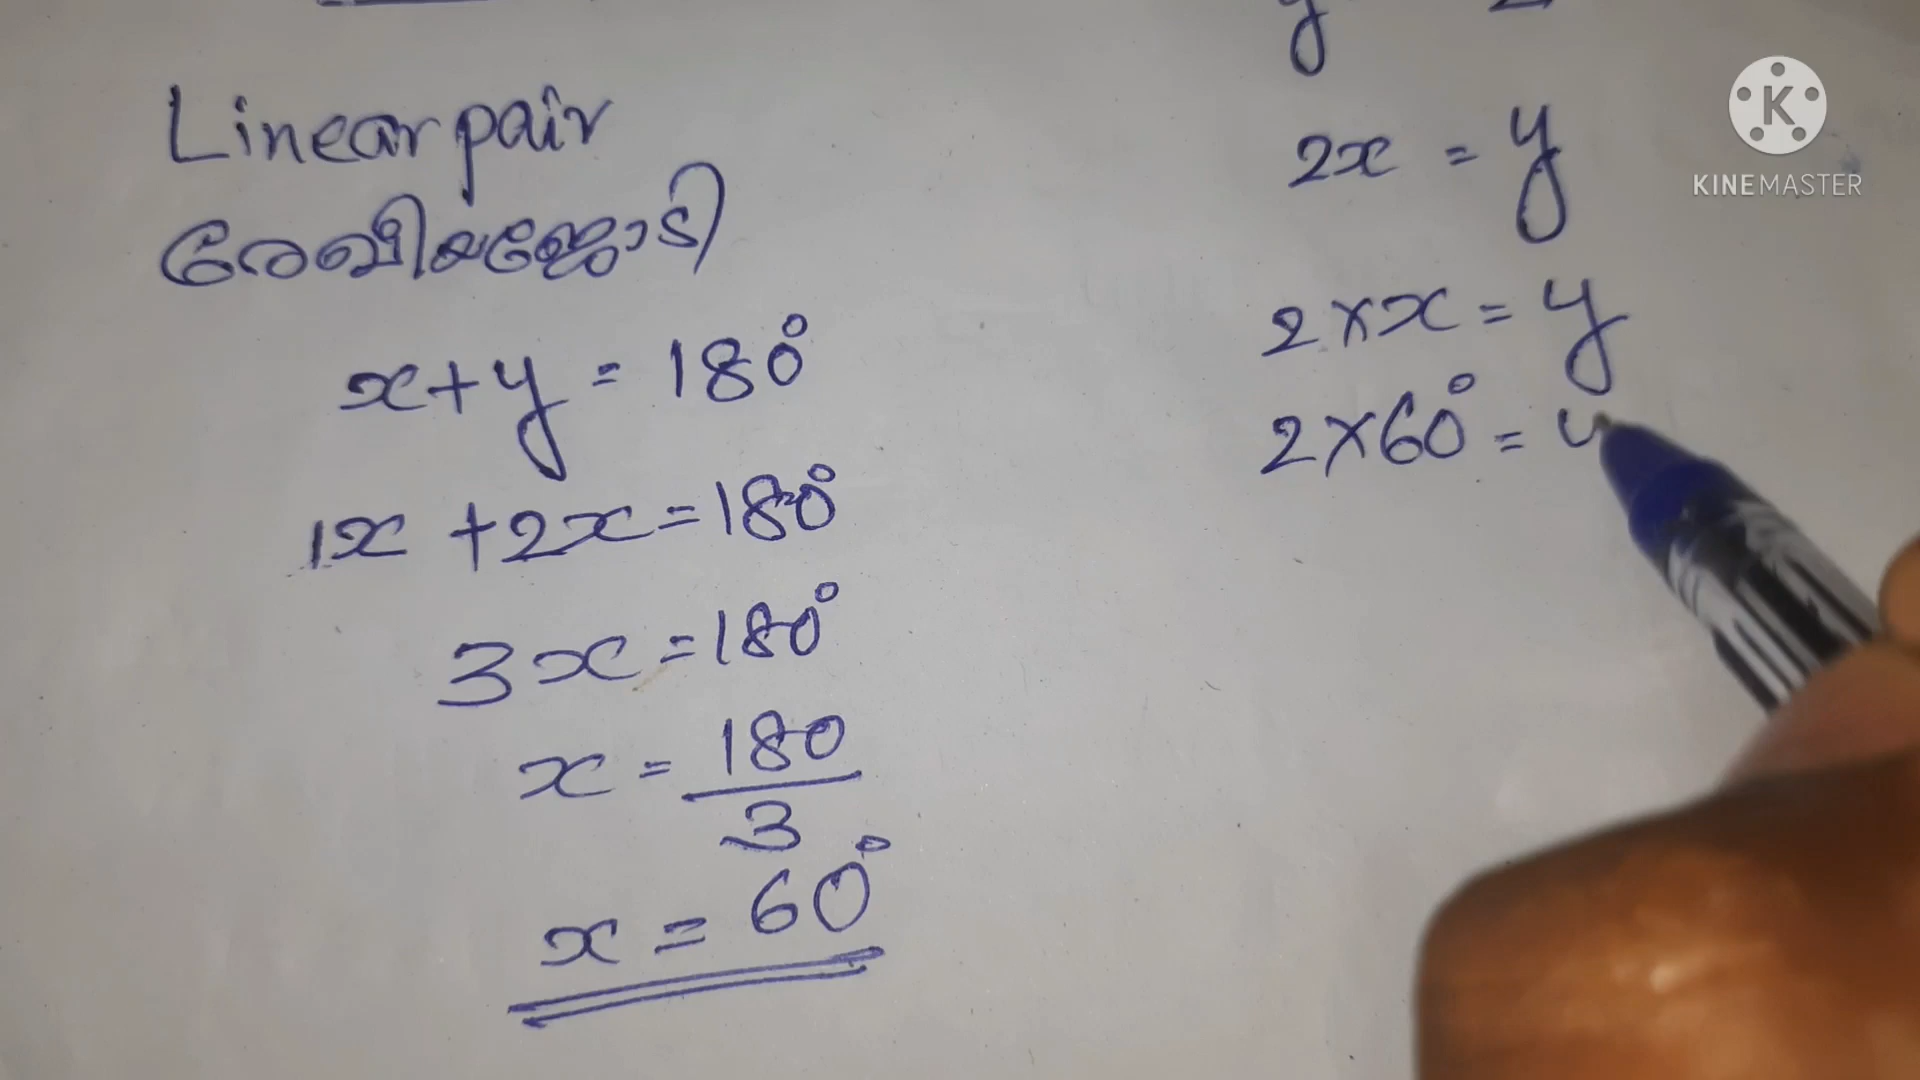 Linear pair
രേഖീയജോടി
x+y = 180°
1x +2x = 180°
3x = 180°
x = 180/3
x = 60°
y
2x = y
2×x = y
2×60° = y
K
KINEMASTER